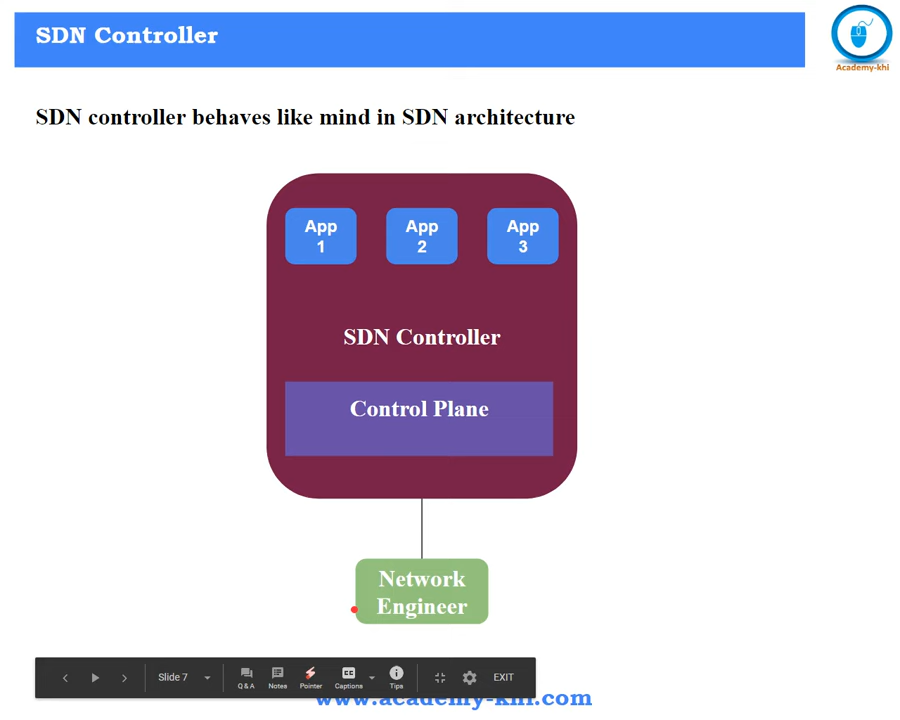 SDN Controller
Academy-khi
SDN controller behaves like mind in SDN architecture
App
1
App
2
App
3
SDN Controller
Control Plane
Network
Engineer
Slide 7
Q & A
Notes
Pointer
CC
Captions
Tips
EXIT
www.academy-khi.com